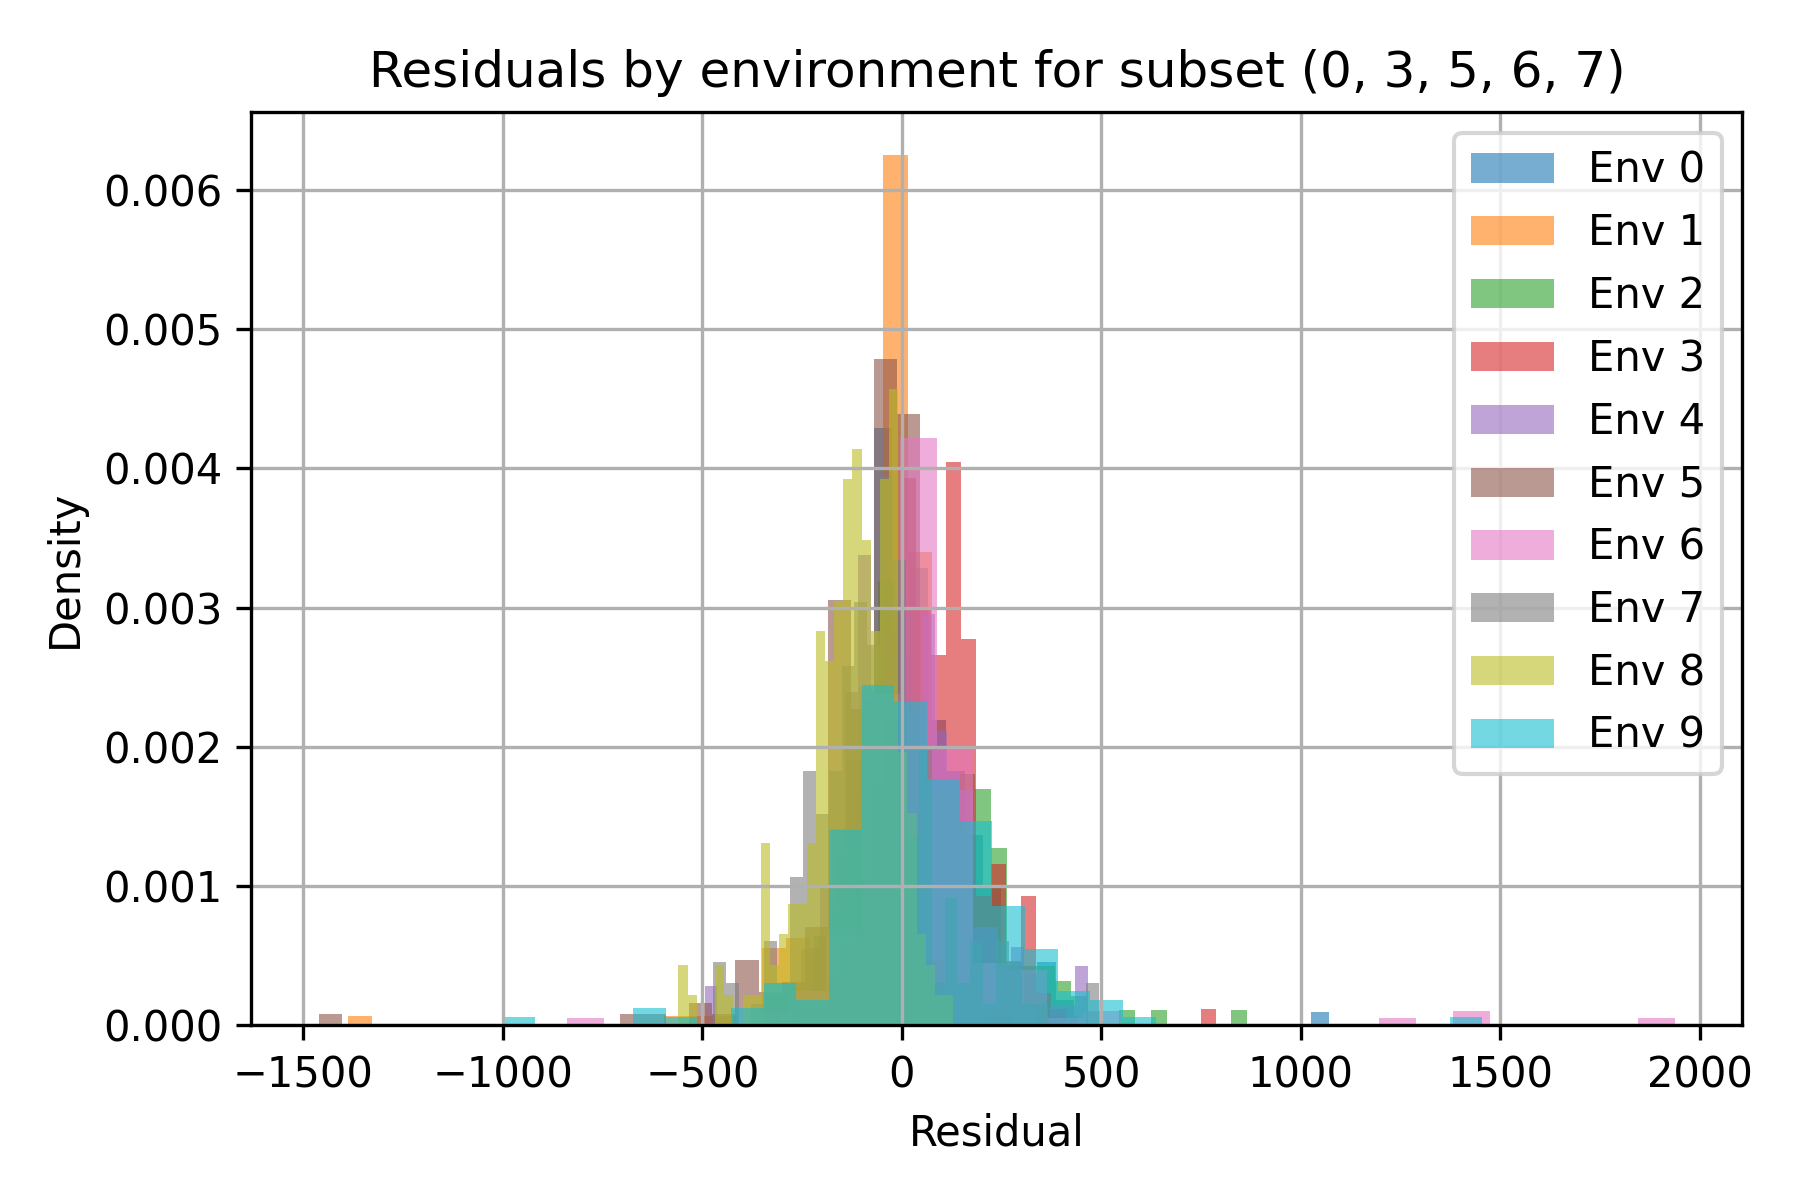 Residuals by environment for subset (0, 3, 5, 6, 7)
0.006
0.005
0.004
0.003
0.002
0.001
0.000
Density
−1500
−1000
−500
0
500
1000
1500
2000
Residual
Env 0
Env 1
Env 2
Env 3
Env 4
Env 5
Env 6
Env 7
Env 8
Env 9